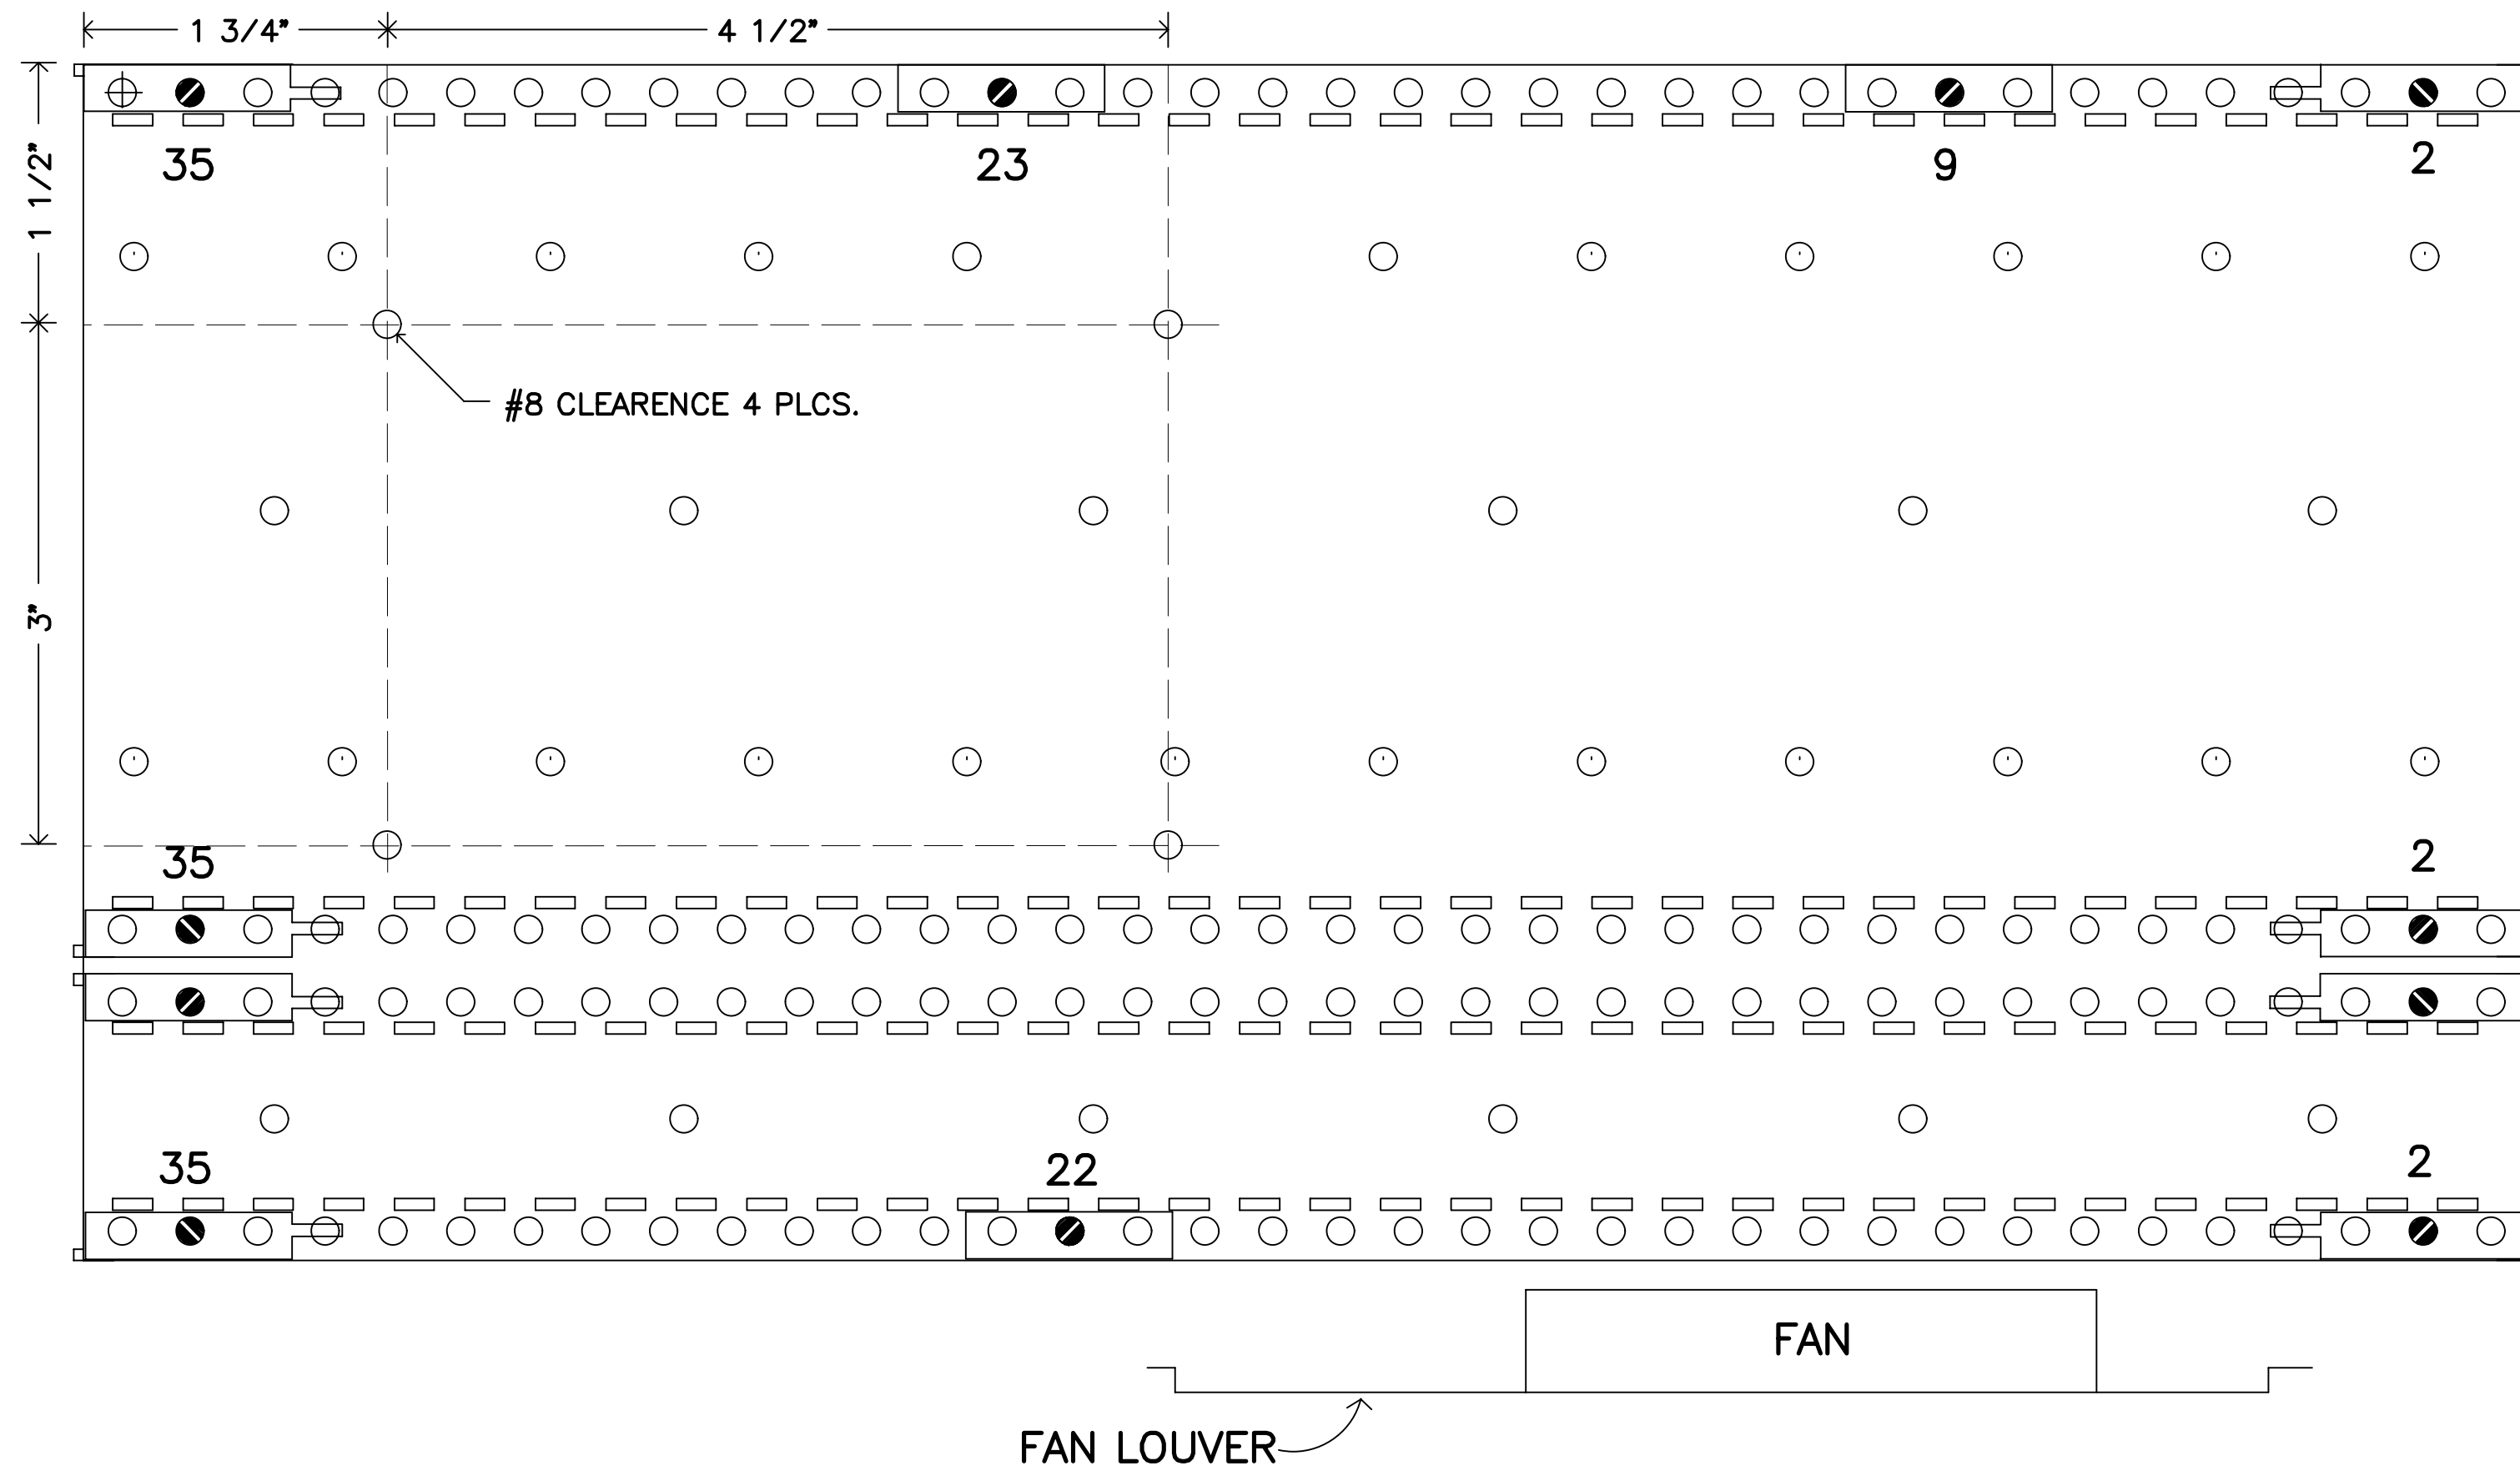 1 3/4" 4 1/2"
1 1/2"
35 23 9 2
#8 CLEARENCE 4 PLCS.
3"
35 2
35 22 2
FAN
FAN LOUVER